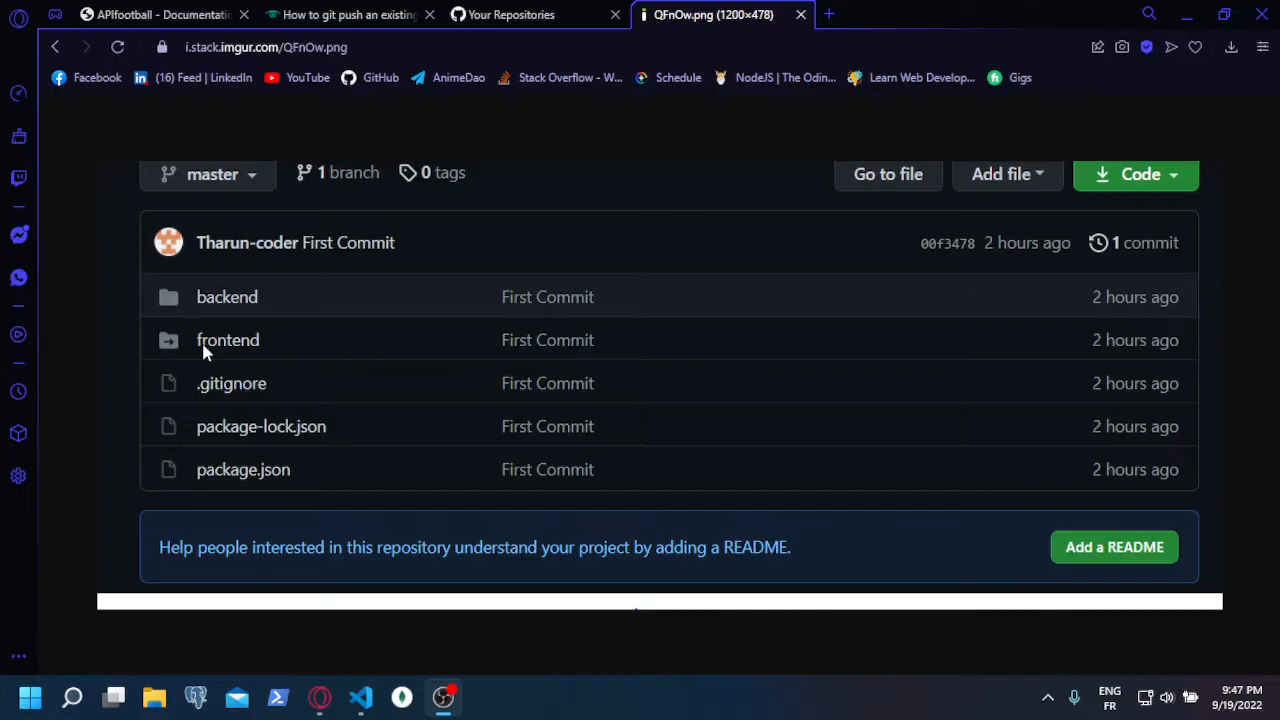 APIfootball - Documentatic
How to git push an existing
Your Repositories
QFnOw.png (1200×478)
i.stack.imgur.com/QFnOw.png
Facebook
(16) Feed | LinkedIn
YouTube
GitHub
AnimeDao
Stack Overflow - W...
Schedule
NodeJS | The Odin...
Learn Web Develop...
Gigs
master
1 branch
0 tags
Go to file
Add file
Code
Tharun-coder First Commit
00f3478 2 hours ago
1 commit
backend First Commit 2 hours ago
frontend First Commit 2 hours ago
.gitignore First Commit 2 hours ago
package-lock.json First Commit 2 hours ago
package.json First Commit 2 hours ago
Help people interested in this repository understand your project by adding a README.
Add a README
ENG
FR
9:47 PM
9/19/2022